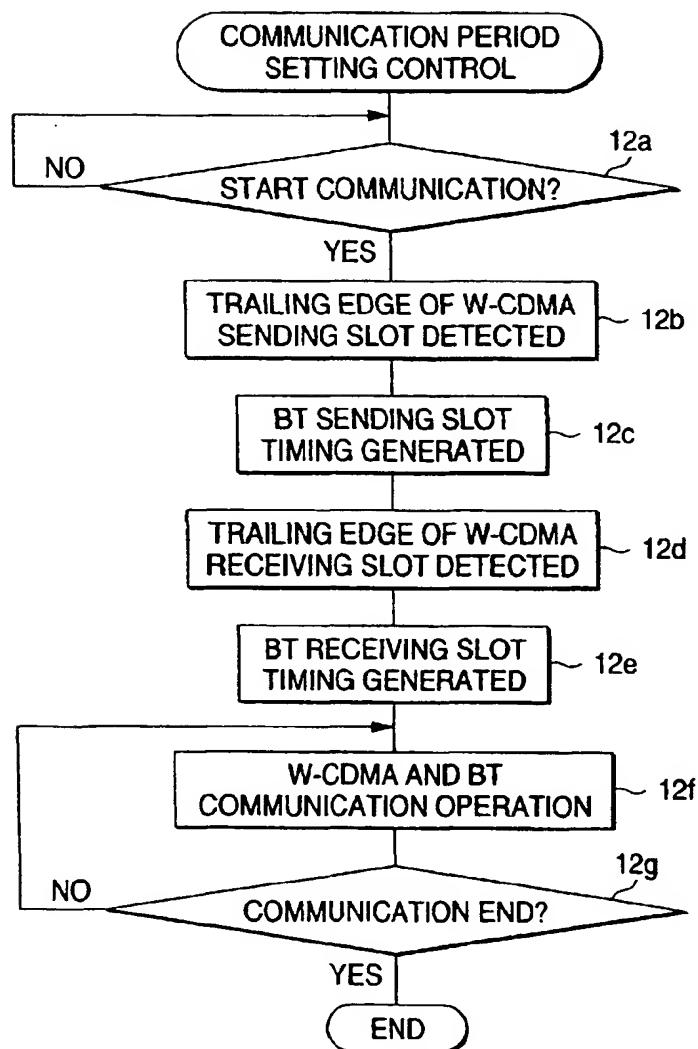 COMMUNICATION PERIOD
SETTING CONTROL
12a
NO
START COMMUNICATION?
YES
TRAILING EDGE OF W-CDMA
SENDING SLOT DETECTED
12b
BT SENDING SLOT
TIMING GENERATED
12c
TRAILING EDGE OF W-CDMA
RECEIVING SLOT DETECTED
12d
BT RECEIVING SLOT
TIMING GENERATED
12e
W-CDMA AND BT
COMMUNICATION OPERATION
12f
12g
NO
COMMUNICATION END?
YES
END